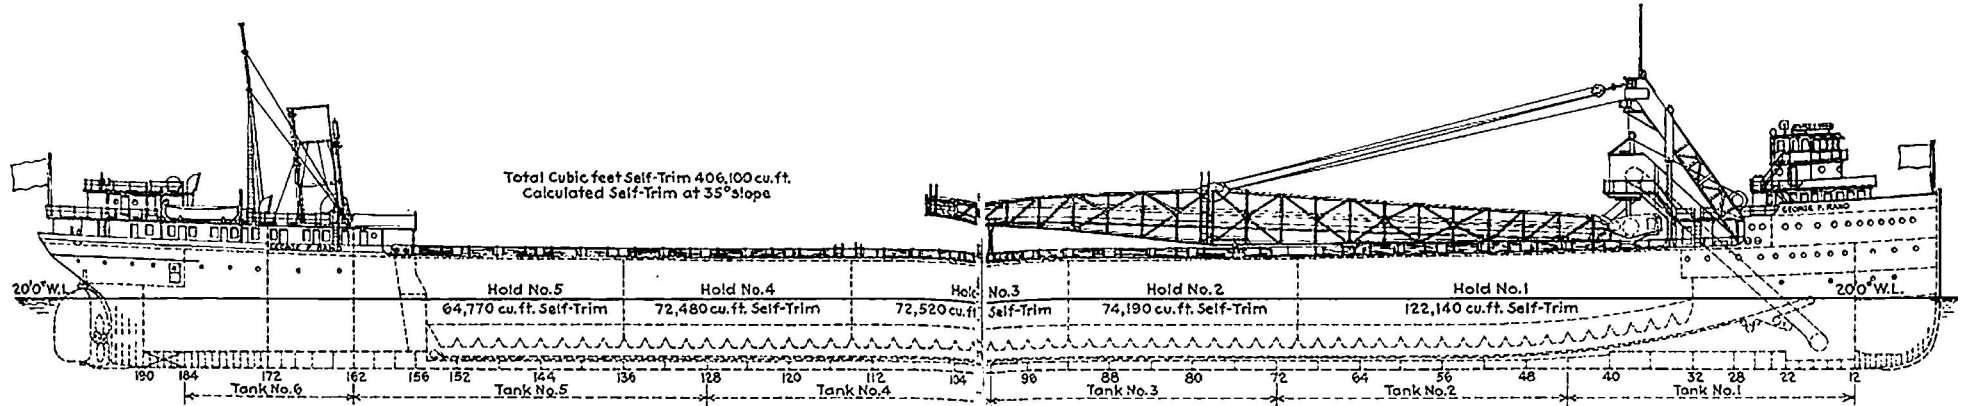 Total Cubic feet Self-Trim 406,100 cu.ft.
Calculated Self-Trim at 35° slope
GEORGE F. RAND
GEORGE F. RAND
20'0" W.L.
Hold No.5
Hold No.4
Hold No.3
Hold No.2
Hold No.1
20'0" W.L.
64,770 cu.ft. Self-Trim
72,480 cu.ft. Self-Trim
72,520 cu.ft Self-Trim
74,190 cu.ft. Self-Trim
122,140 cu.ft. Self-Trim
190 184 172 162 156 152 144 136 128 120 112 104 96 88 80 72 64 56 48 40 32 28 22 12
Tank No.6
Tank No.5
Tank No.4
Tank No.3
Tank No.2
Tank No.1